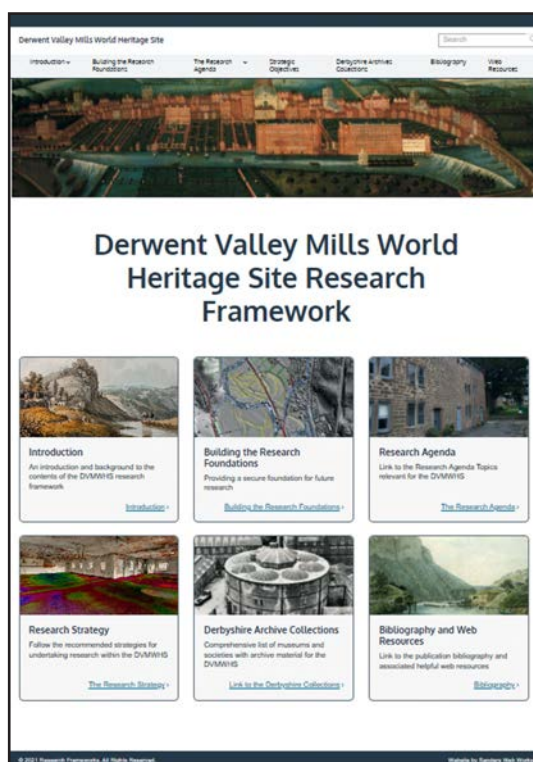 Derwent Valley Mills World Heritage Site
Search
Introduction
Building the Research
Foundations
The Research
Agenda
Strategic
Objectives
Derbyshire Archives
Collections
Bibliography
Web
Resources
Derwent Valley Mills World
Heritage Site Research
Framework
Introduction
An introduction and background to the
contents of the DVMWHS research
framework
Introduction ›
Building the Research
Foundations
Providing a secure foundation for future
research
Building the Research Foundations ›
Research Agenda
Link to the Research Agenda Topics
relevant for the DVMWHS
The Research Agenda ›
Research Strategy
Follow the recommended strategies for
undertaking research within the DVMWHS
The Research Strategy ›
Derbyshire Archive Collections
Comprehensive list of museums and
societies with archive material for the
DVMWHS
Link to the Derbyshire Collections ›
Bibliography and Web
Resources
Link to the publication bibliography and
associated helpful web resources
Bibliography ›
© 2021 Research Frameworks. All Rights Reserved.
Website by Sanders Web Works